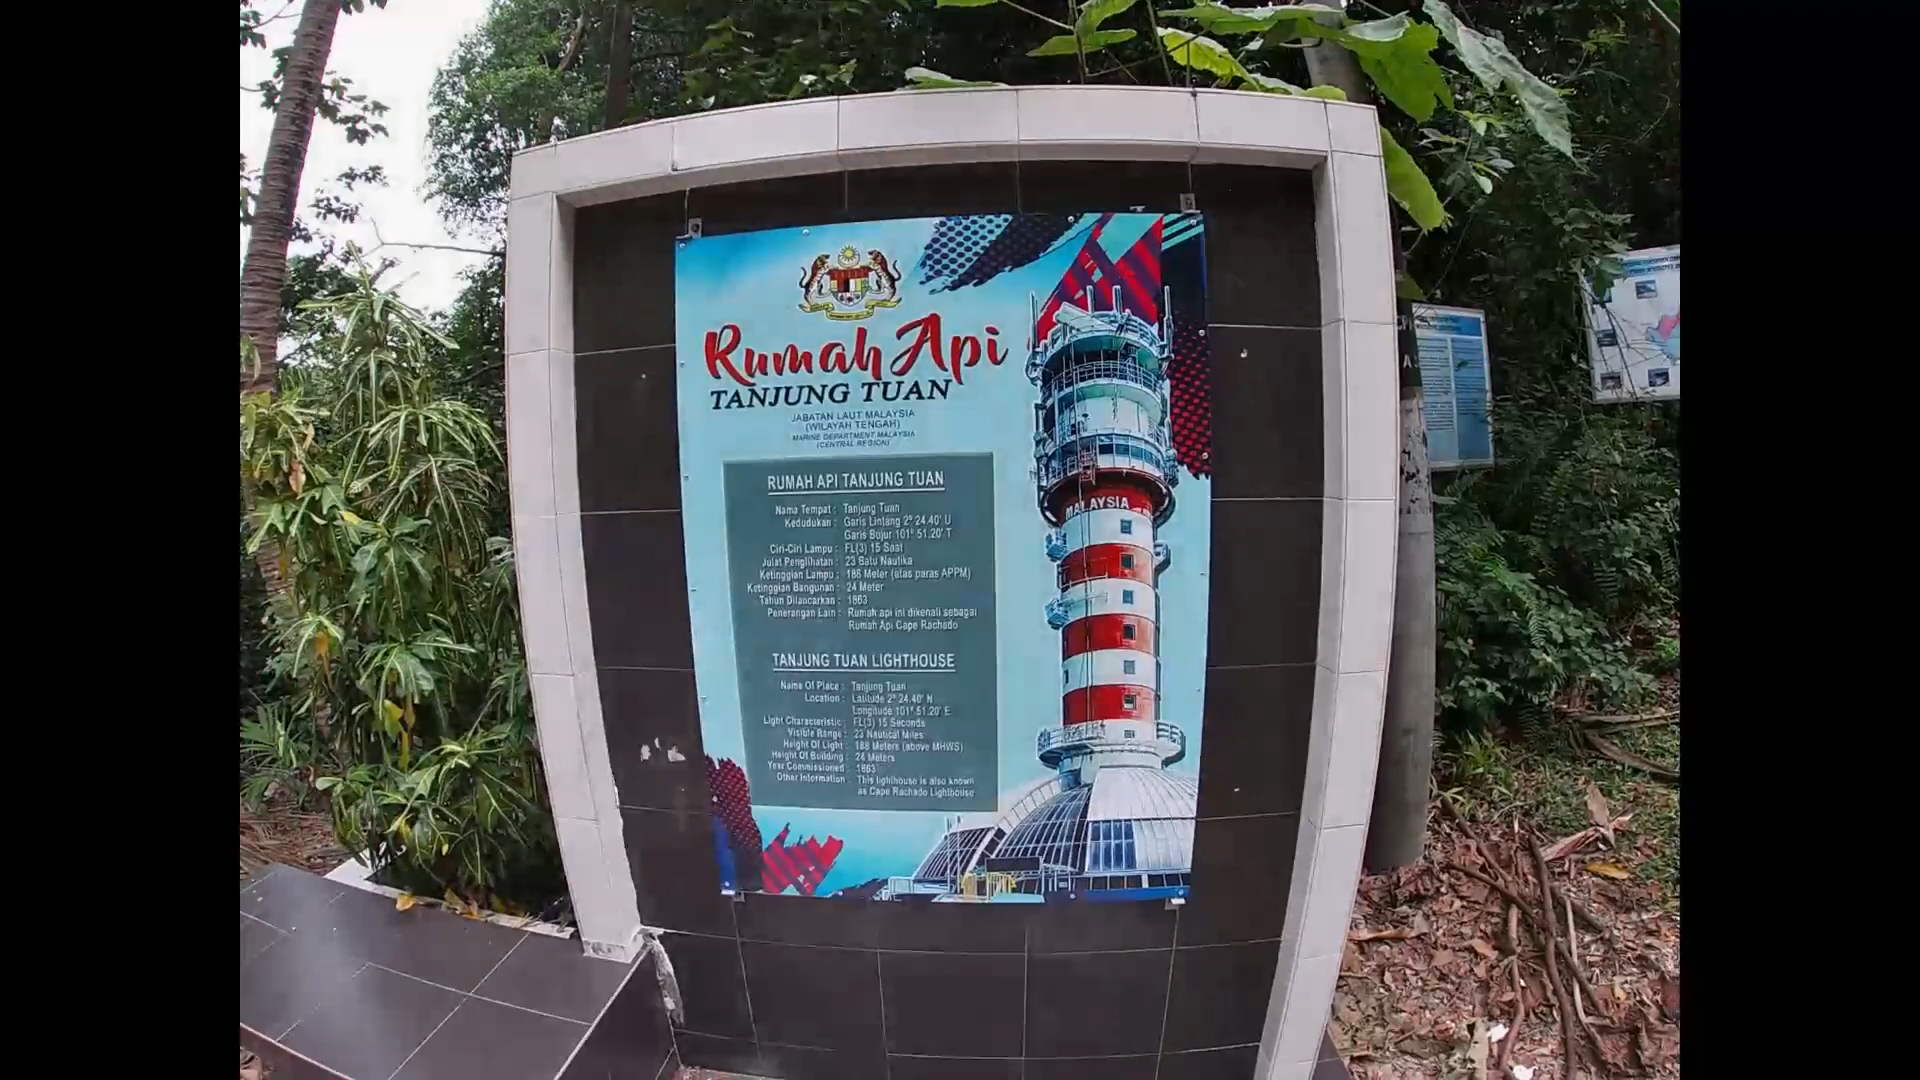 Rumah Api
TANJUNG TUAN
JABATAN LAUT MALAYSIA
(WILAYAH TENGAH)
MARINE DEPARTMENT MALAYSIA
(CENTRAL REGION)
RUMAH API TANJUNG TUAN
Nama Tempat : Tanjung Tuan
Kedudukan : Garis Lintang 2° 24.40' U
Garis Bujur 101° 51.20' T
Ciri-Ciri Lampu : FL(3) 15 Saat
Julat Penglihatan : 23 Batu Nautika
Ketinggian Lampu : 188 Meter (atas paras APPM)
Ketinggian Bangunan : 24 Meter
Tahun Dilancarkan : 1863
Penerangan Lain : Rumah api ini dikenali sebagai
Rumah Api Cape Rachado
TANJUNG TUAN LIGHTHOUSE
Name Of Place : Tanjung Tuan
Location : Latitude 2° 24.40' N
Longitude 101° 51.20' E
Light Characteristic : FL(3) 15 Seconds
Visible Range : 23 Nautical Miles
Height Of Light : 188 Meters (above MHWS)
Height Of Building : 24 Meters
Year Commissioned : 1863
Other Information : This lighthouse is also known
as Cape Rachado Lighthouse
MALAYSIA